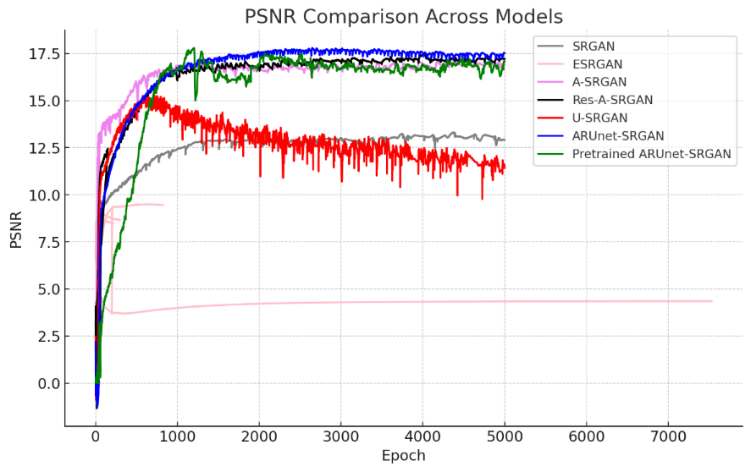 PSNR Comparison Across Models
17.5
15.0
12.5
10.0
7.5
5.0
2.5
0.0
PSNR
SRGAN
ESRGAN
A-SRGAN
Res-A-SRGAN
U-SRGAN
ARUnet-SRGAN
Pretrained ARUnet-SRGAN
0 1000 2000 3000 4000 5000 6000 7000
Epoch